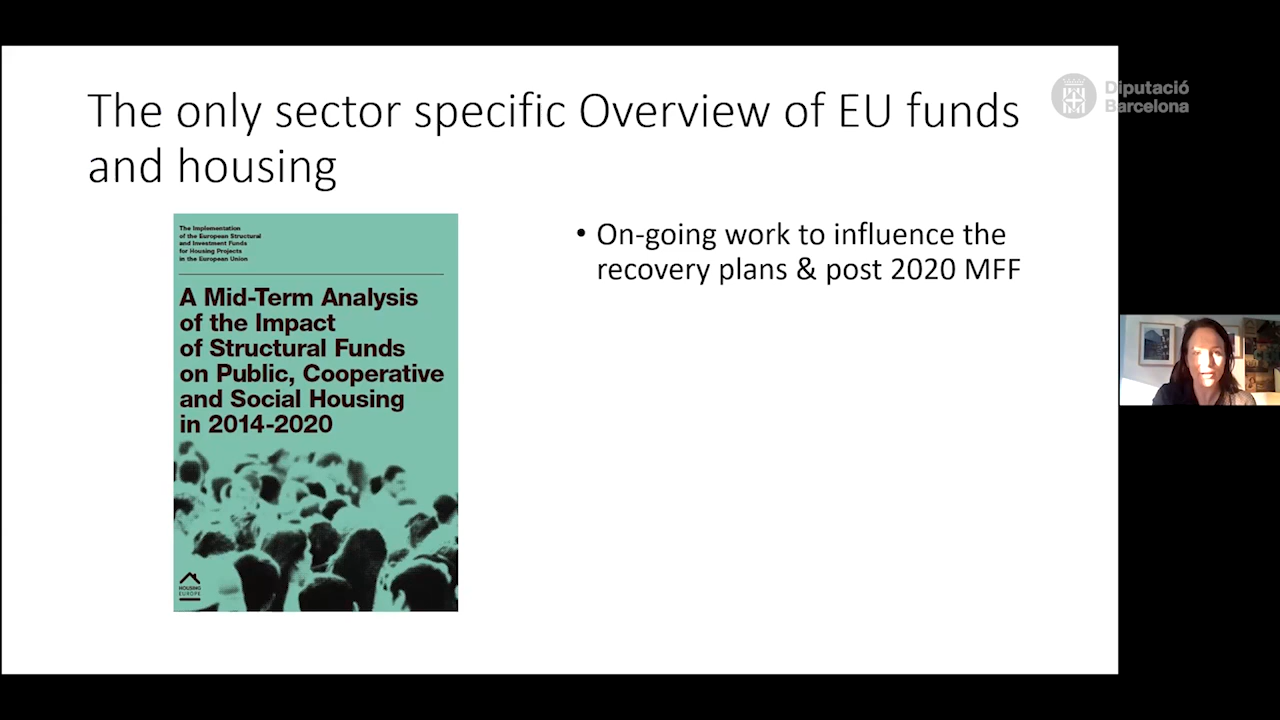 The only sector specific Overview of EU funds
and housing
Diputació
Barcelona
The Implementation
of the European Structural
and Investment Funds
for Housing Projects
in the European Union
A Mid-Term Analysis
of the Impact
of Structural Funds
on Public, Cooperative
and Social Housing
in 2014-2020
HOUSING
EUROPE
• On-going work to influence the
recovery plans & post 2020 MFF